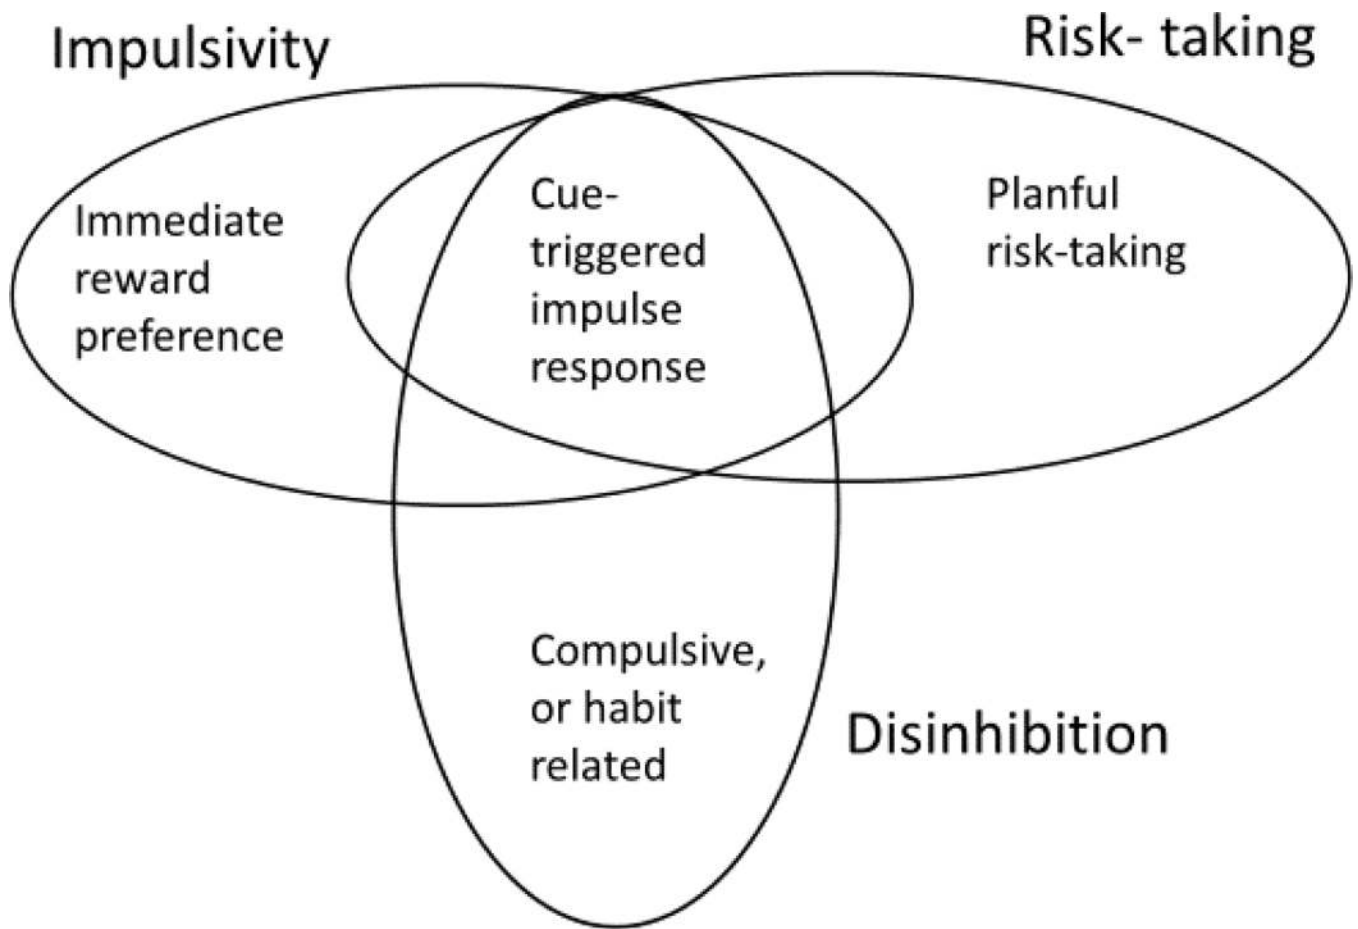 Impulsivity
Risk- taking
Immediate
reward
preference
Cue-
triggered
impulse
response
Planful
risk-taking
Compulsive,
or habit
related
Disinhibition